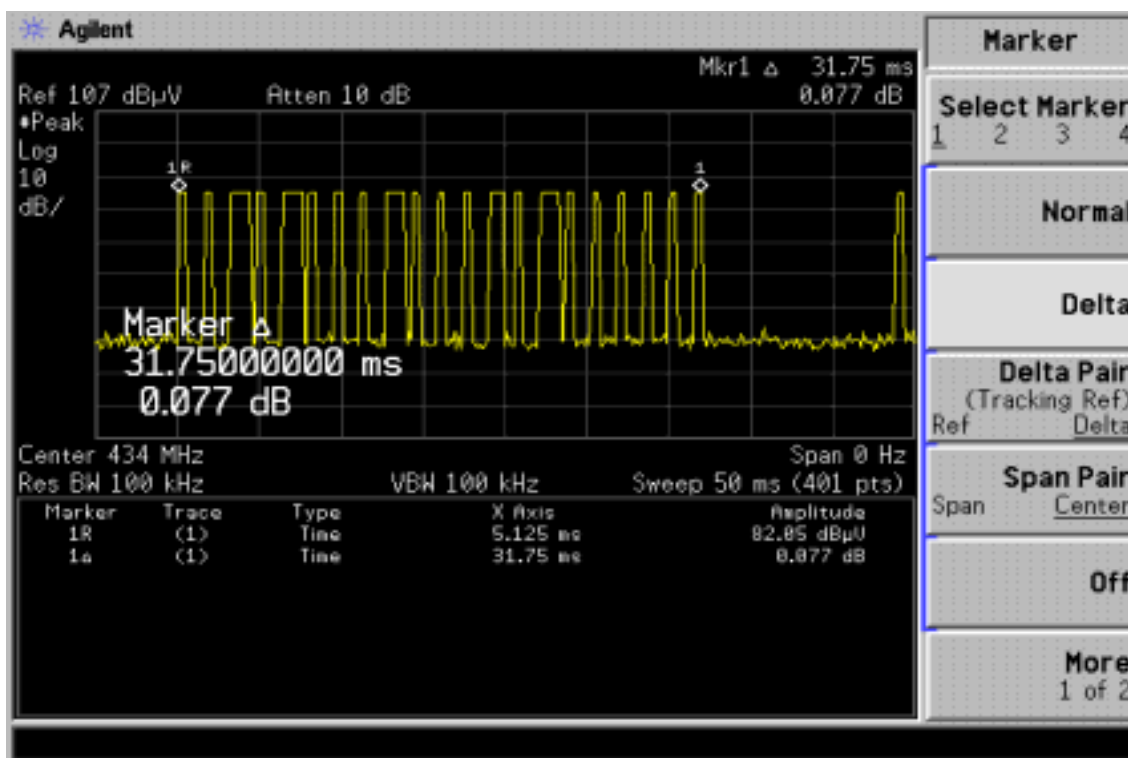 Agilent
Mkr1 Δ 31.75 ms
Ref 107 dBµV Atten 10 dB 0.077 dB
Peak
Log
10
dB/
1R
1
Marker Δ
31.75000000 ms
0.077 dB
Center 434 MHz Span 0 Hz
Res BW 100 kHz VBW 100 kHz Sweep 50 ms (401 pts)
Marker Trace Type X Axis Amplitude
1R (1) Time 5.125 ms 82.05 dBµV
1Δ (1) Time 31.75 ms 0.077 dB
Marker
Select Marker
1 2 3 4
Normal
Delta
Delta Pair
(Tracking Ref)
Ref Delta
Span Pair
Span Center
Off
More
1 of 2